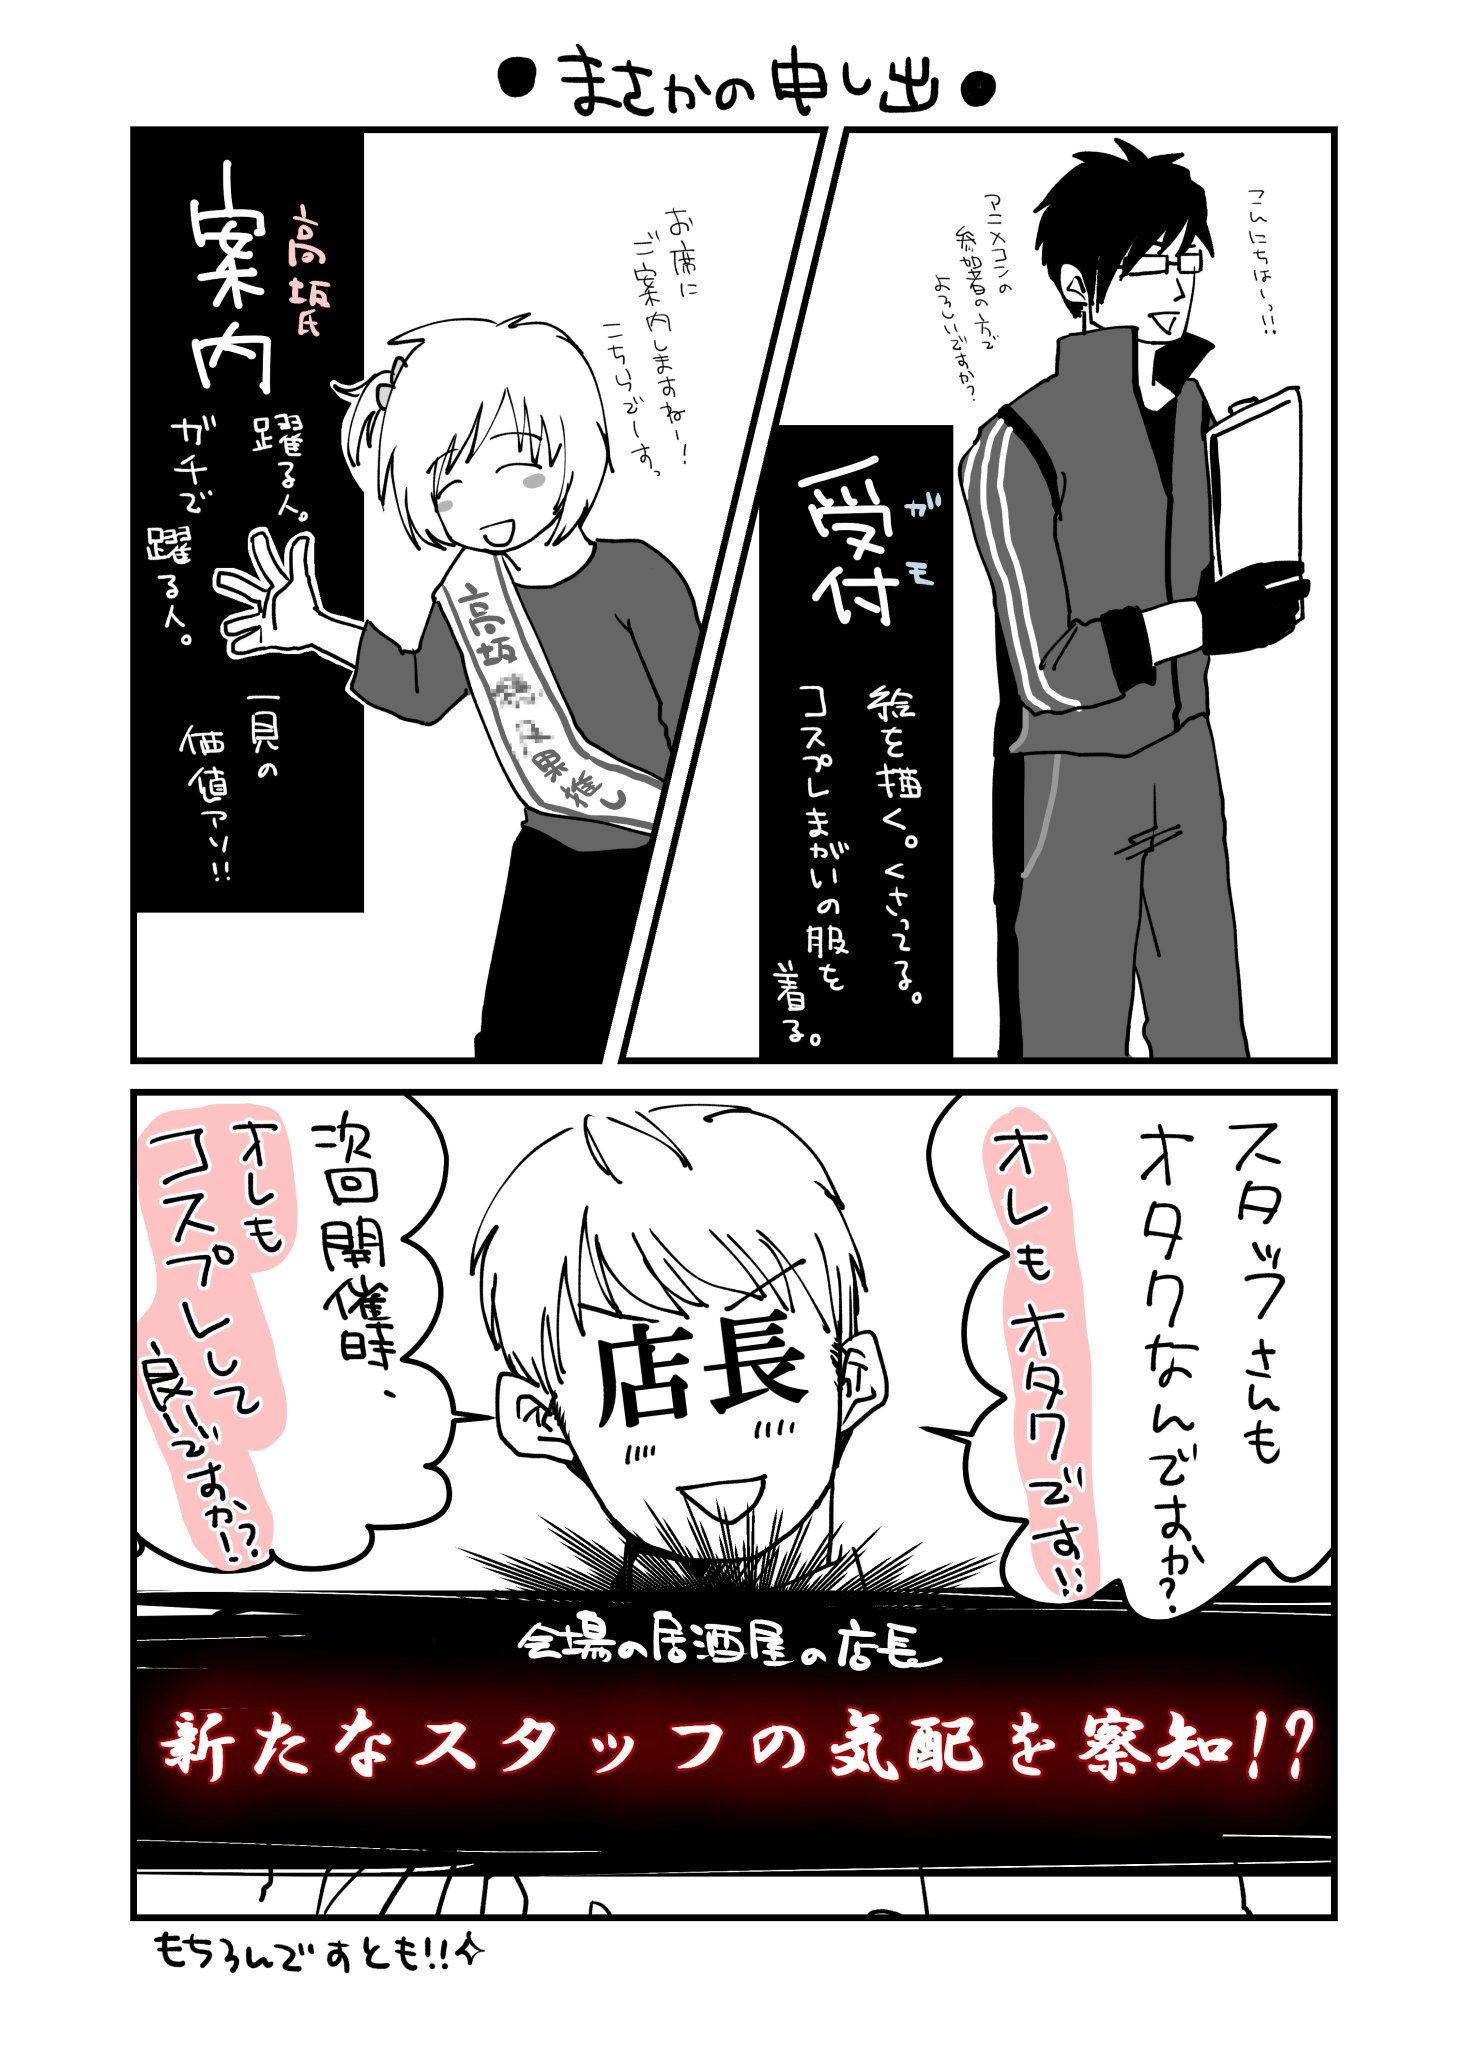 ●まさかの申し出●
こんにちはーっ!!
アニメコンの
参加者の方で
よろしいですか?
ガモ
受付
絵を描く。くさってる。
コスプレまがいの服を
着る。
お席に
ご案内しますねー!
こちらでーすっ
高坂氏
案内
躍る人。
ガチで
躍る人。
一見の
価値アリ!!
高坂
果推し
スタッフさんも
オタクなんですか?
オレもオタクです!!
店長
次回開催時、
オレも
コスプレして
良いですか!?
会場の居酒屋の店長
新たなスタッフの気配を察知!?
もちろんですとも!!✧